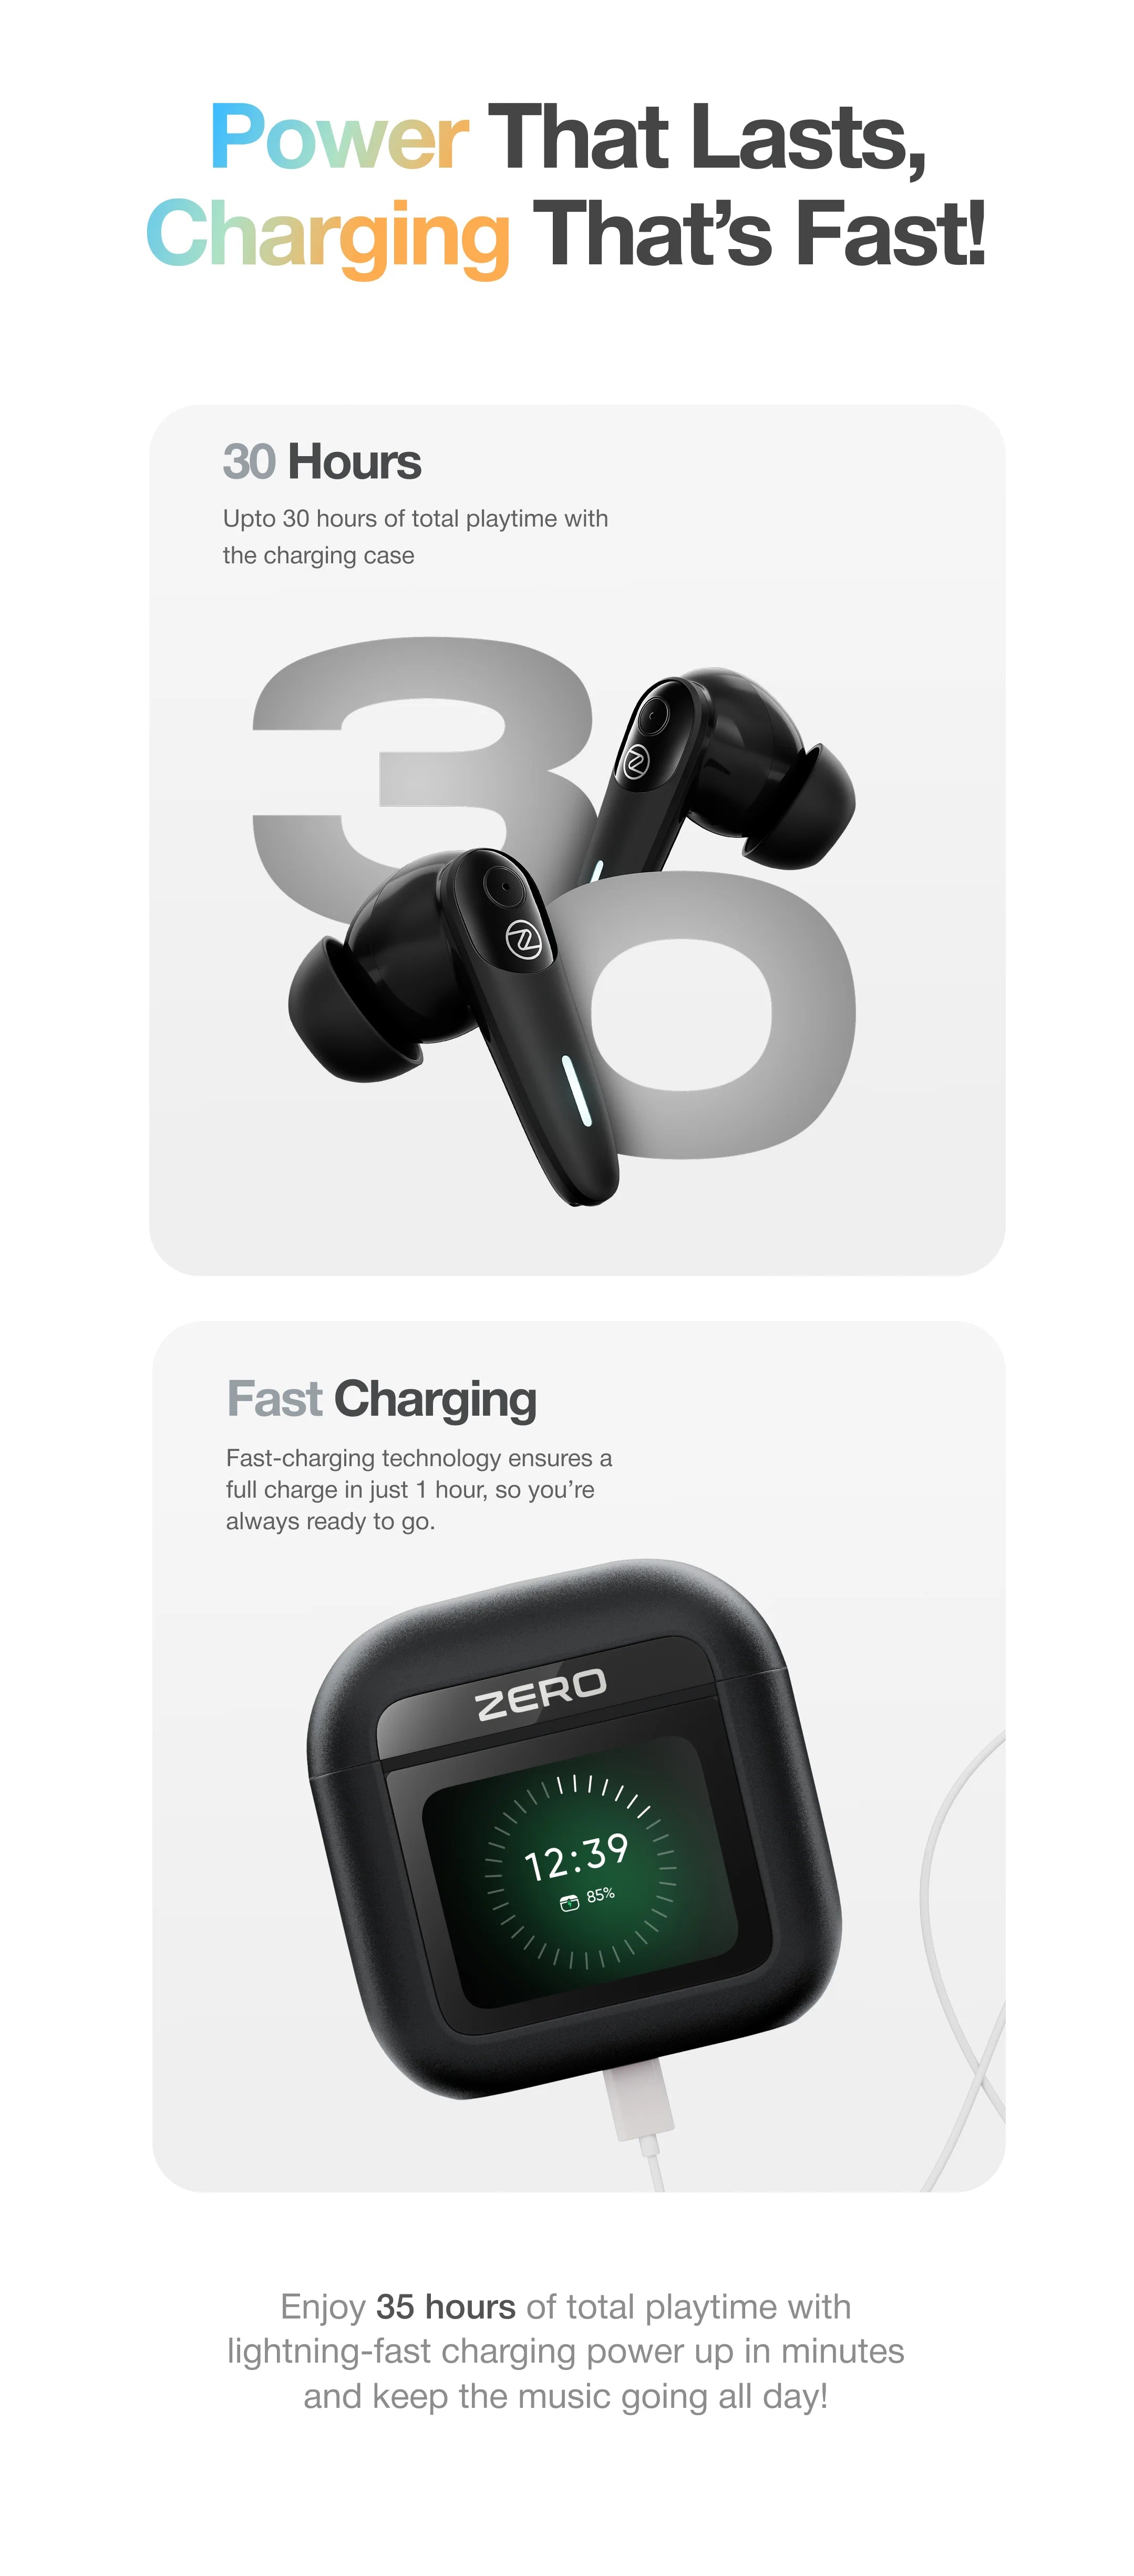 Power That Lasts,
Charging That’s Fast!
30 Hours
Upto 30 hours of total playtime with
the charging case
30
Fast Charging
Fast-charging technology ensures a
full charge in just 1 hour, so you’re
always ready to go.
ZERO
12:39
85%
Enjoy 35 hours of total playtime with
lightning-fast charging power up in minutes
and keep the music going all day!